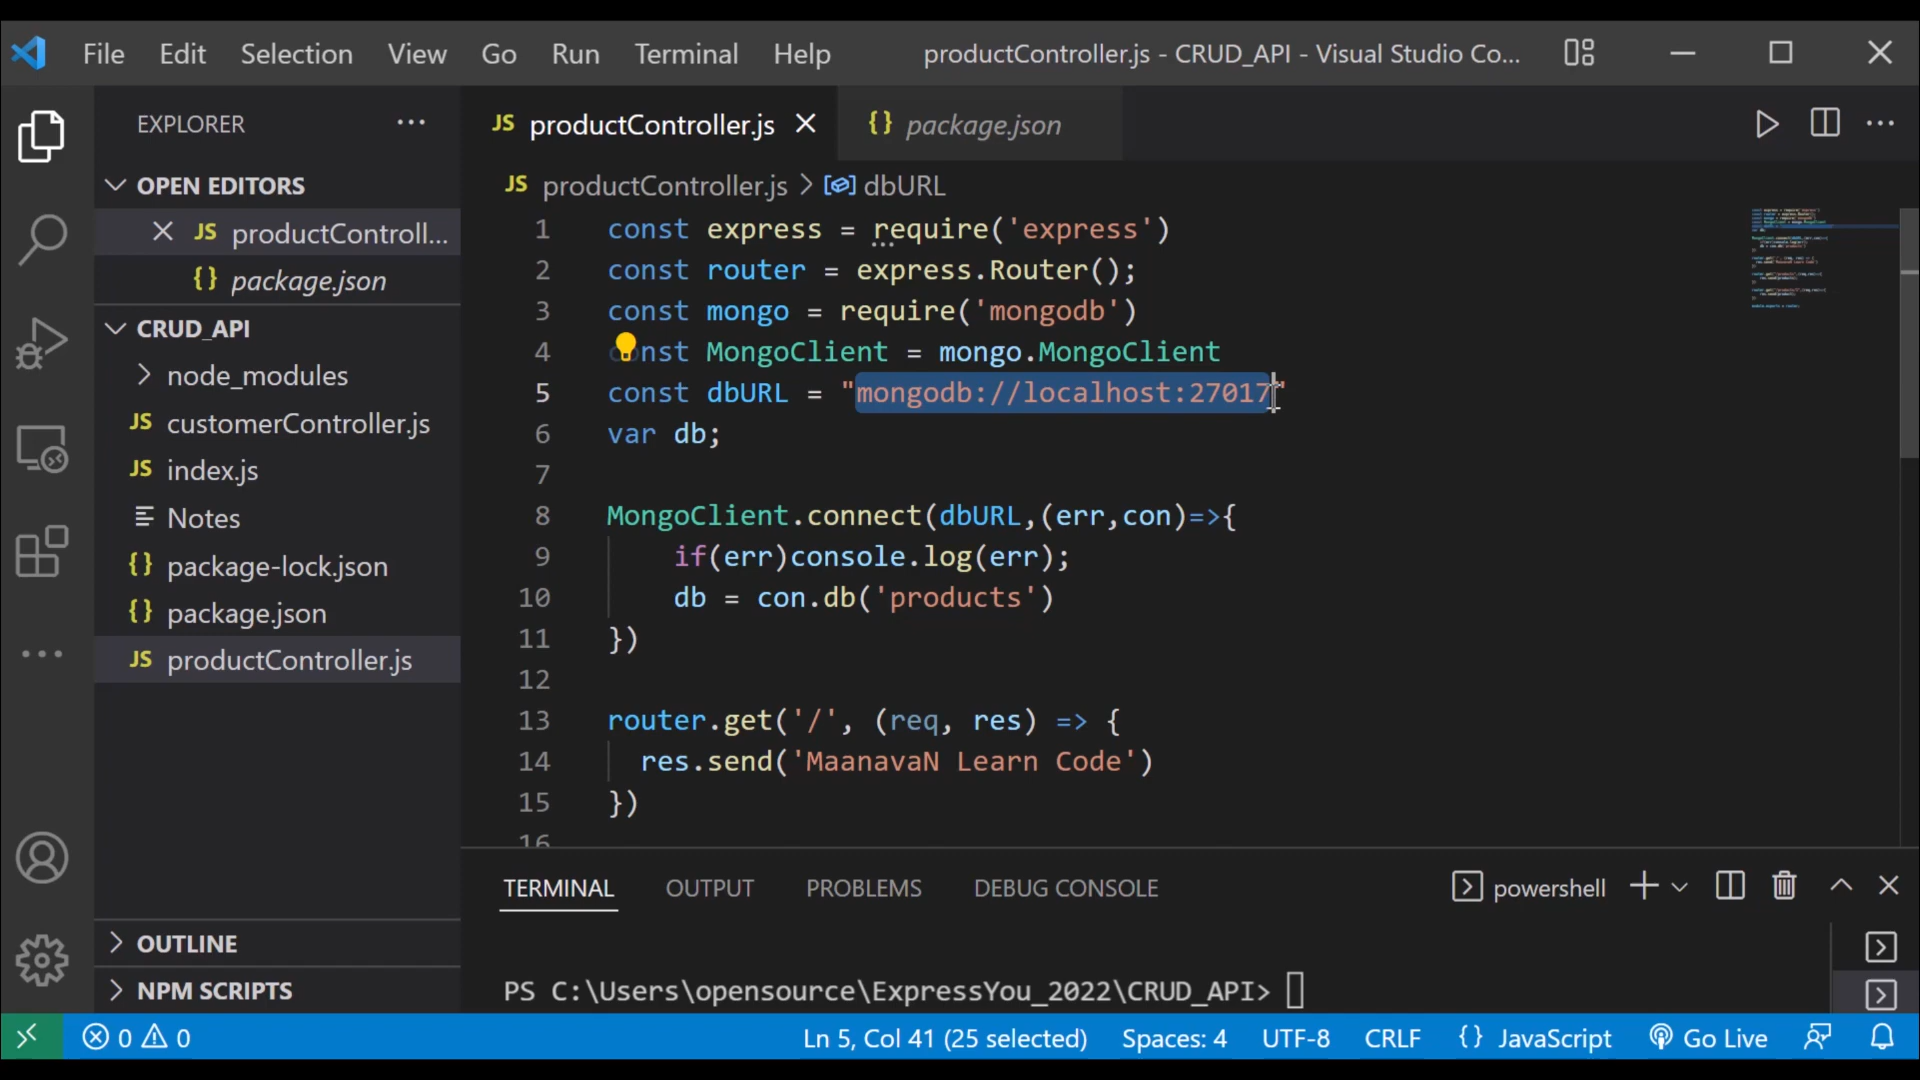 File Edit Selection View Go Run Terminal Help productController.js - CRUD_API - Visual Studio Co...
EXPLORER
JS productController.js
{} package.json
OPEN EDITORS
JS productController.js > dbURL
JS productControll...
{} package.json
CRUD_API
node_modules
JS customerController.js
JS index.js
Notes
{} package-lock.json
{} package.json
JS productController.js
OUTLINE
NPM SCRIPTS
1 const express = require('express')
2 const router = express.Router();
3 const mongo = require('mongodb')
4 const MongoClient = mongo.MongoClient
5 const dbURL = "mongodb://localhost:27017"
6 var db;
7
8 MongoClient.connect(dbURL,(err,con)=>{
9 if(err)console.log(err);
10 db = con.db('products')
11 })
12
13 router.get('/', (req, res) => {
14 res.send('MaanavaN Learn Code')
15 })
16
TERMINAL OUTPUT PROBLEMS DEBUG CONSOLE powershell
PS C:\Users\opensource\ExpressYou_2022\CRUD_API>
0 0 Ln 5, Col 41 (25 selected) Spaces: 4 UTF-8 CRLF {} JavaScript Go Live